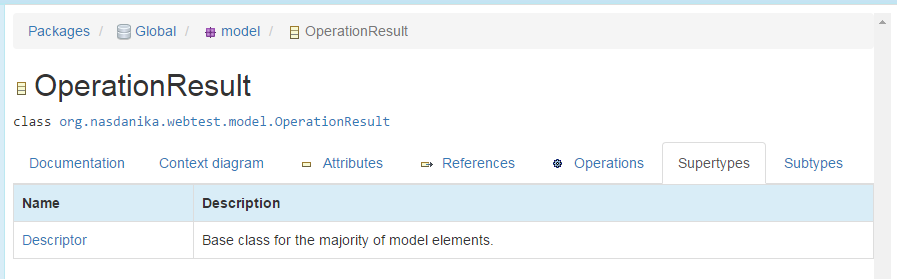 Packages / Global / model / OperationResult
OperationResult
class org.nasdanika.webtest.model.OperationResult
Documentation Context diagram Attributes References Operations Supertypes Subtypes
Name Description
Descriptor Base class for the majority of model elements.